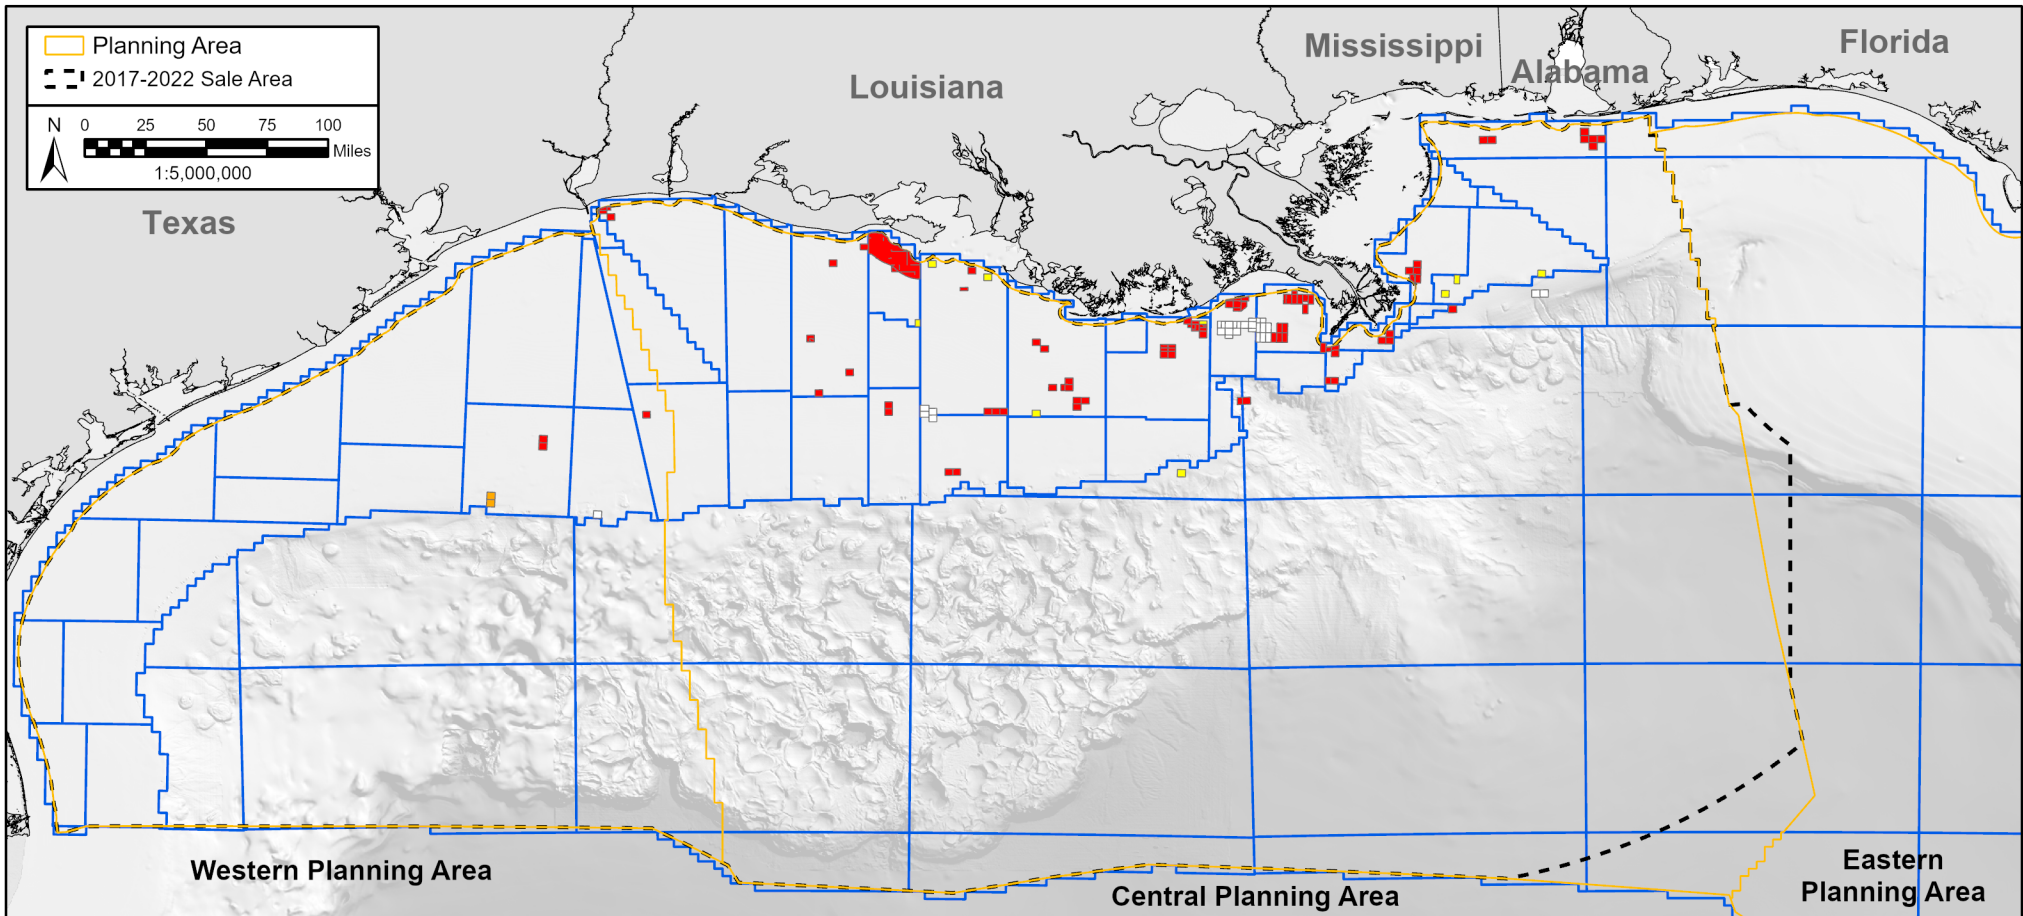 Planning Area
2017-2022 Sale Area
N
0 25 50 75 100
Miles
1:5,000,000
Texas
Louisiana
Mississippi
Alabama
Florida
Western Planning Area
Central Planning Area
Eastern
Planning Area